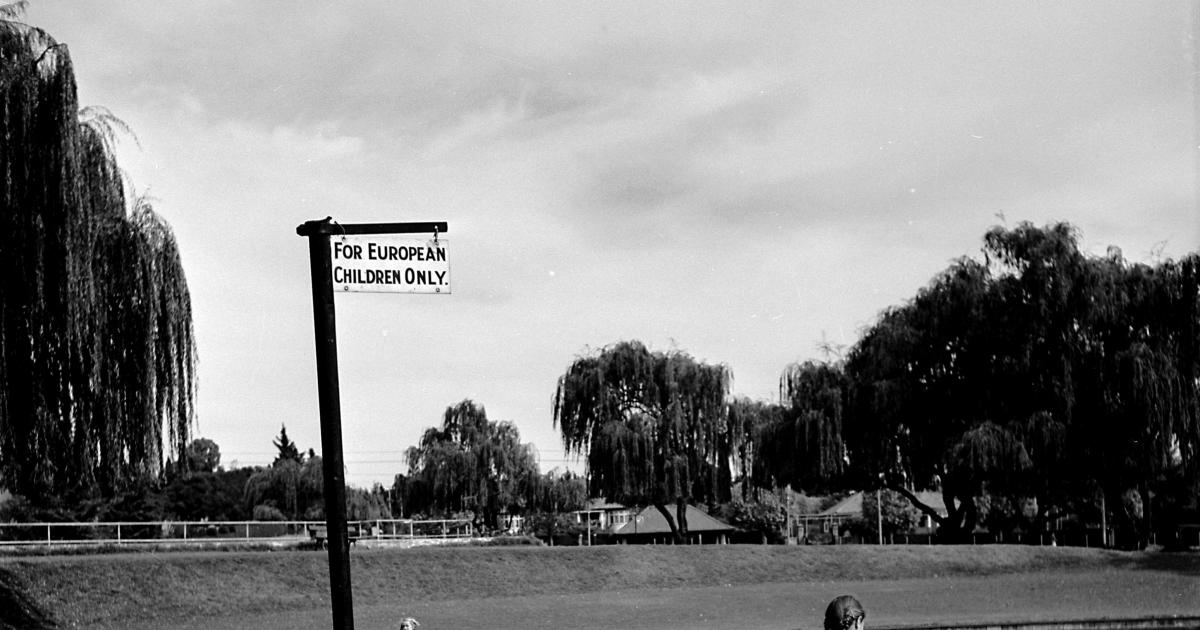 FOR EUROPEAN
CHILDREN ONLY.